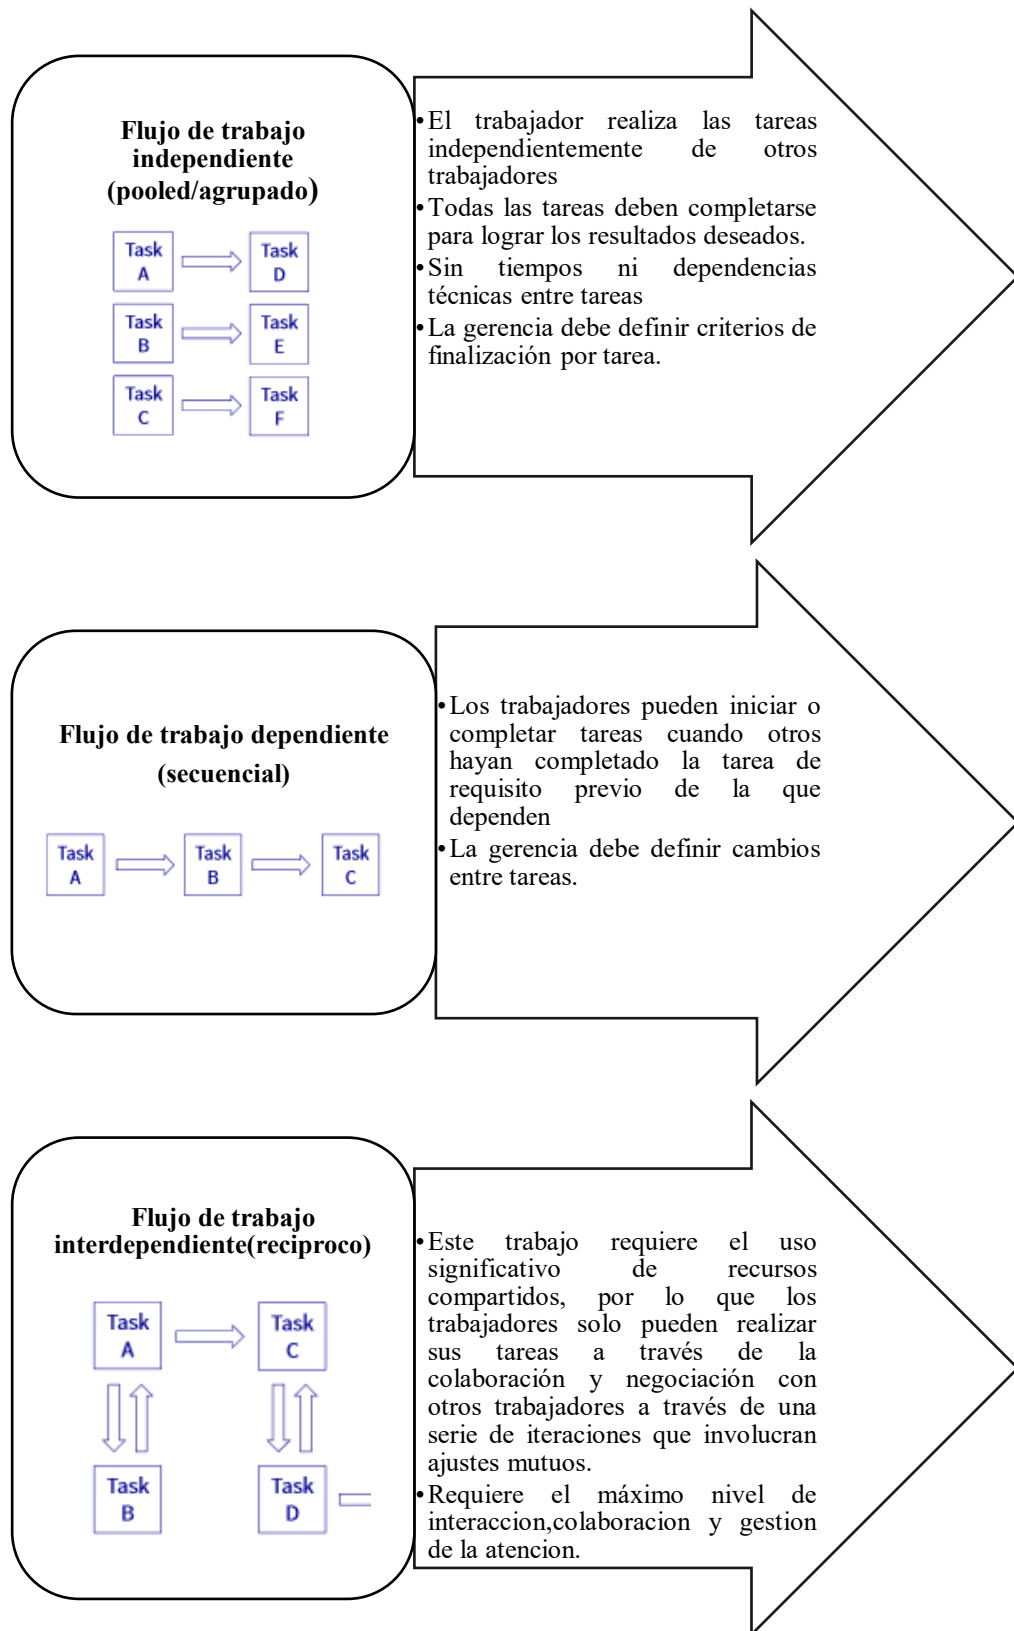 Flujo de trabajo
independiente
(pooled/agrupado)
Task
A
Task
D
Task
B
Task
E
Task
C
Task
F
•El trabajador realiza las tareas
independientemente de otros
trabajadores
•Todas las tareas deben completarse
para lograr los resultados deseados.
•Sin tiempos ni dependencias
técnicas entre tareas
•La gerencia debe definir criterios de
finalización por tarea.
Flujo de trabajo dependiente
(secuencial)
Task
A
Task
B
Task
C
•Los trabajadores pueden iniciar o
completar tareas cuando otros
hayan completado la tarea de
requisito previo de la que
dependen
•La gerencia debe definir cambios
entre tareas.
Flujo de trabajo
interdependiente(reciproco)
Task
A
Task
C
Task
B
Task
D
•Este trabajo requiere el uso
significativo de recursos
compartidos, por lo que los
trabajadores solo pueden realizar
sus tareas a través de la
colaboración y negociación con
otros trabajadores a través de una
serie de iteraciones que involucran
ajustes mutuos.
•Requiere el máximo nivel de
interaccion,colaboracion y gestion
de la atencion.